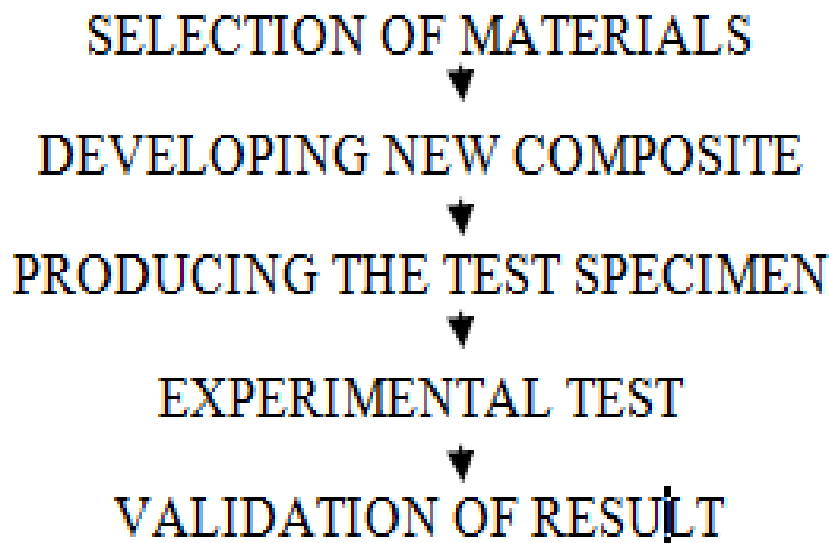 SELECTION OF MATERIALS
DEVELOPING NEW COMPOSITE
PRODUCING THE TEST SPECIMEN
EXPERIMENTAL TEST
VALIDATION OF RESULT